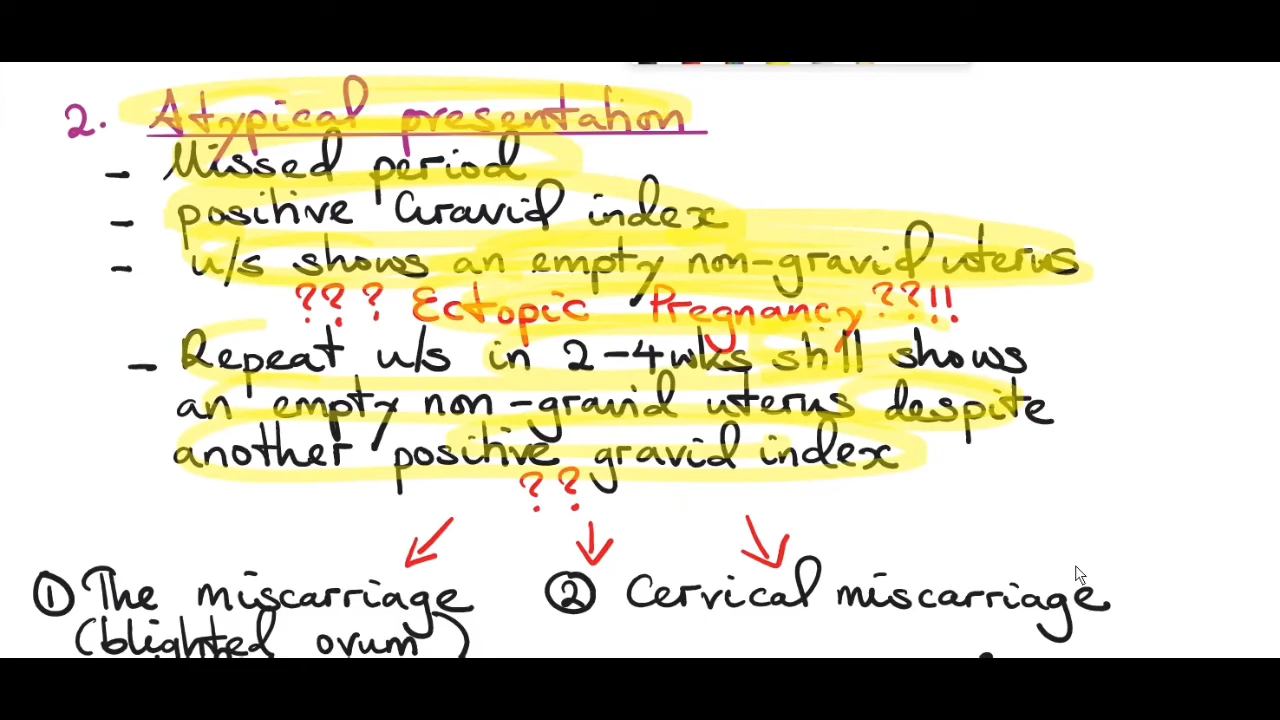 2. Atypical presentation
- Missed period
- positive Gravid index
- u/s shows an empty non-gravid uterus
??? Ectopic Pregnancy ??!!
- Repeat u/s in 2-4wks still shows
an empty non-gravid uterus despite
another positive gravid index
??
① The miscarriage
(blighted ovum)
② Cervical miscarriage